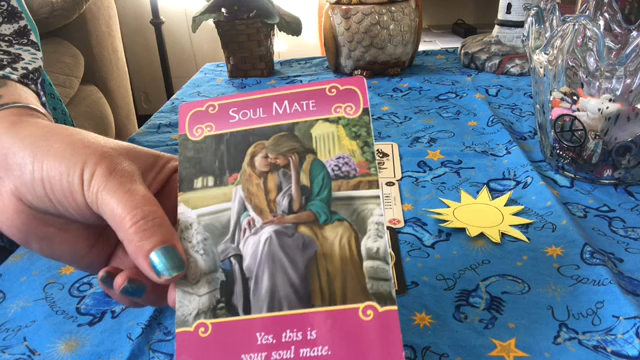 SOUL MATE
Yes, this is
your soul mate.
Scorpio
Capricorn
Virgo